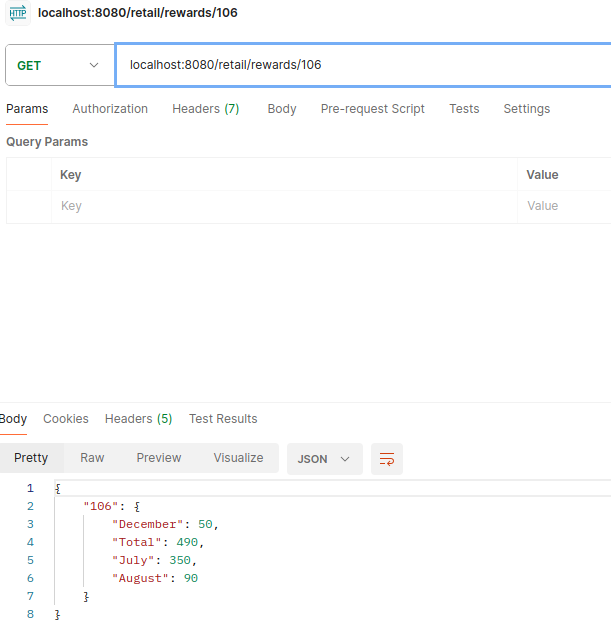 HTTP localhost:8080/retail/rewards/106
GET localhost:8080/retail/rewards/106
Params Authorization Headers (7) Body Pre-request Script Tests Settings
Query Params
Key Value
Key Value
Body Cookies Headers (5) Test Results
Pretty Raw Preview Visualize JSON
1 {
2 "106": {
3 "December": 50,
4 "Total": 490,
5 "July": 350,
6 "August": 90
7 }
8 }